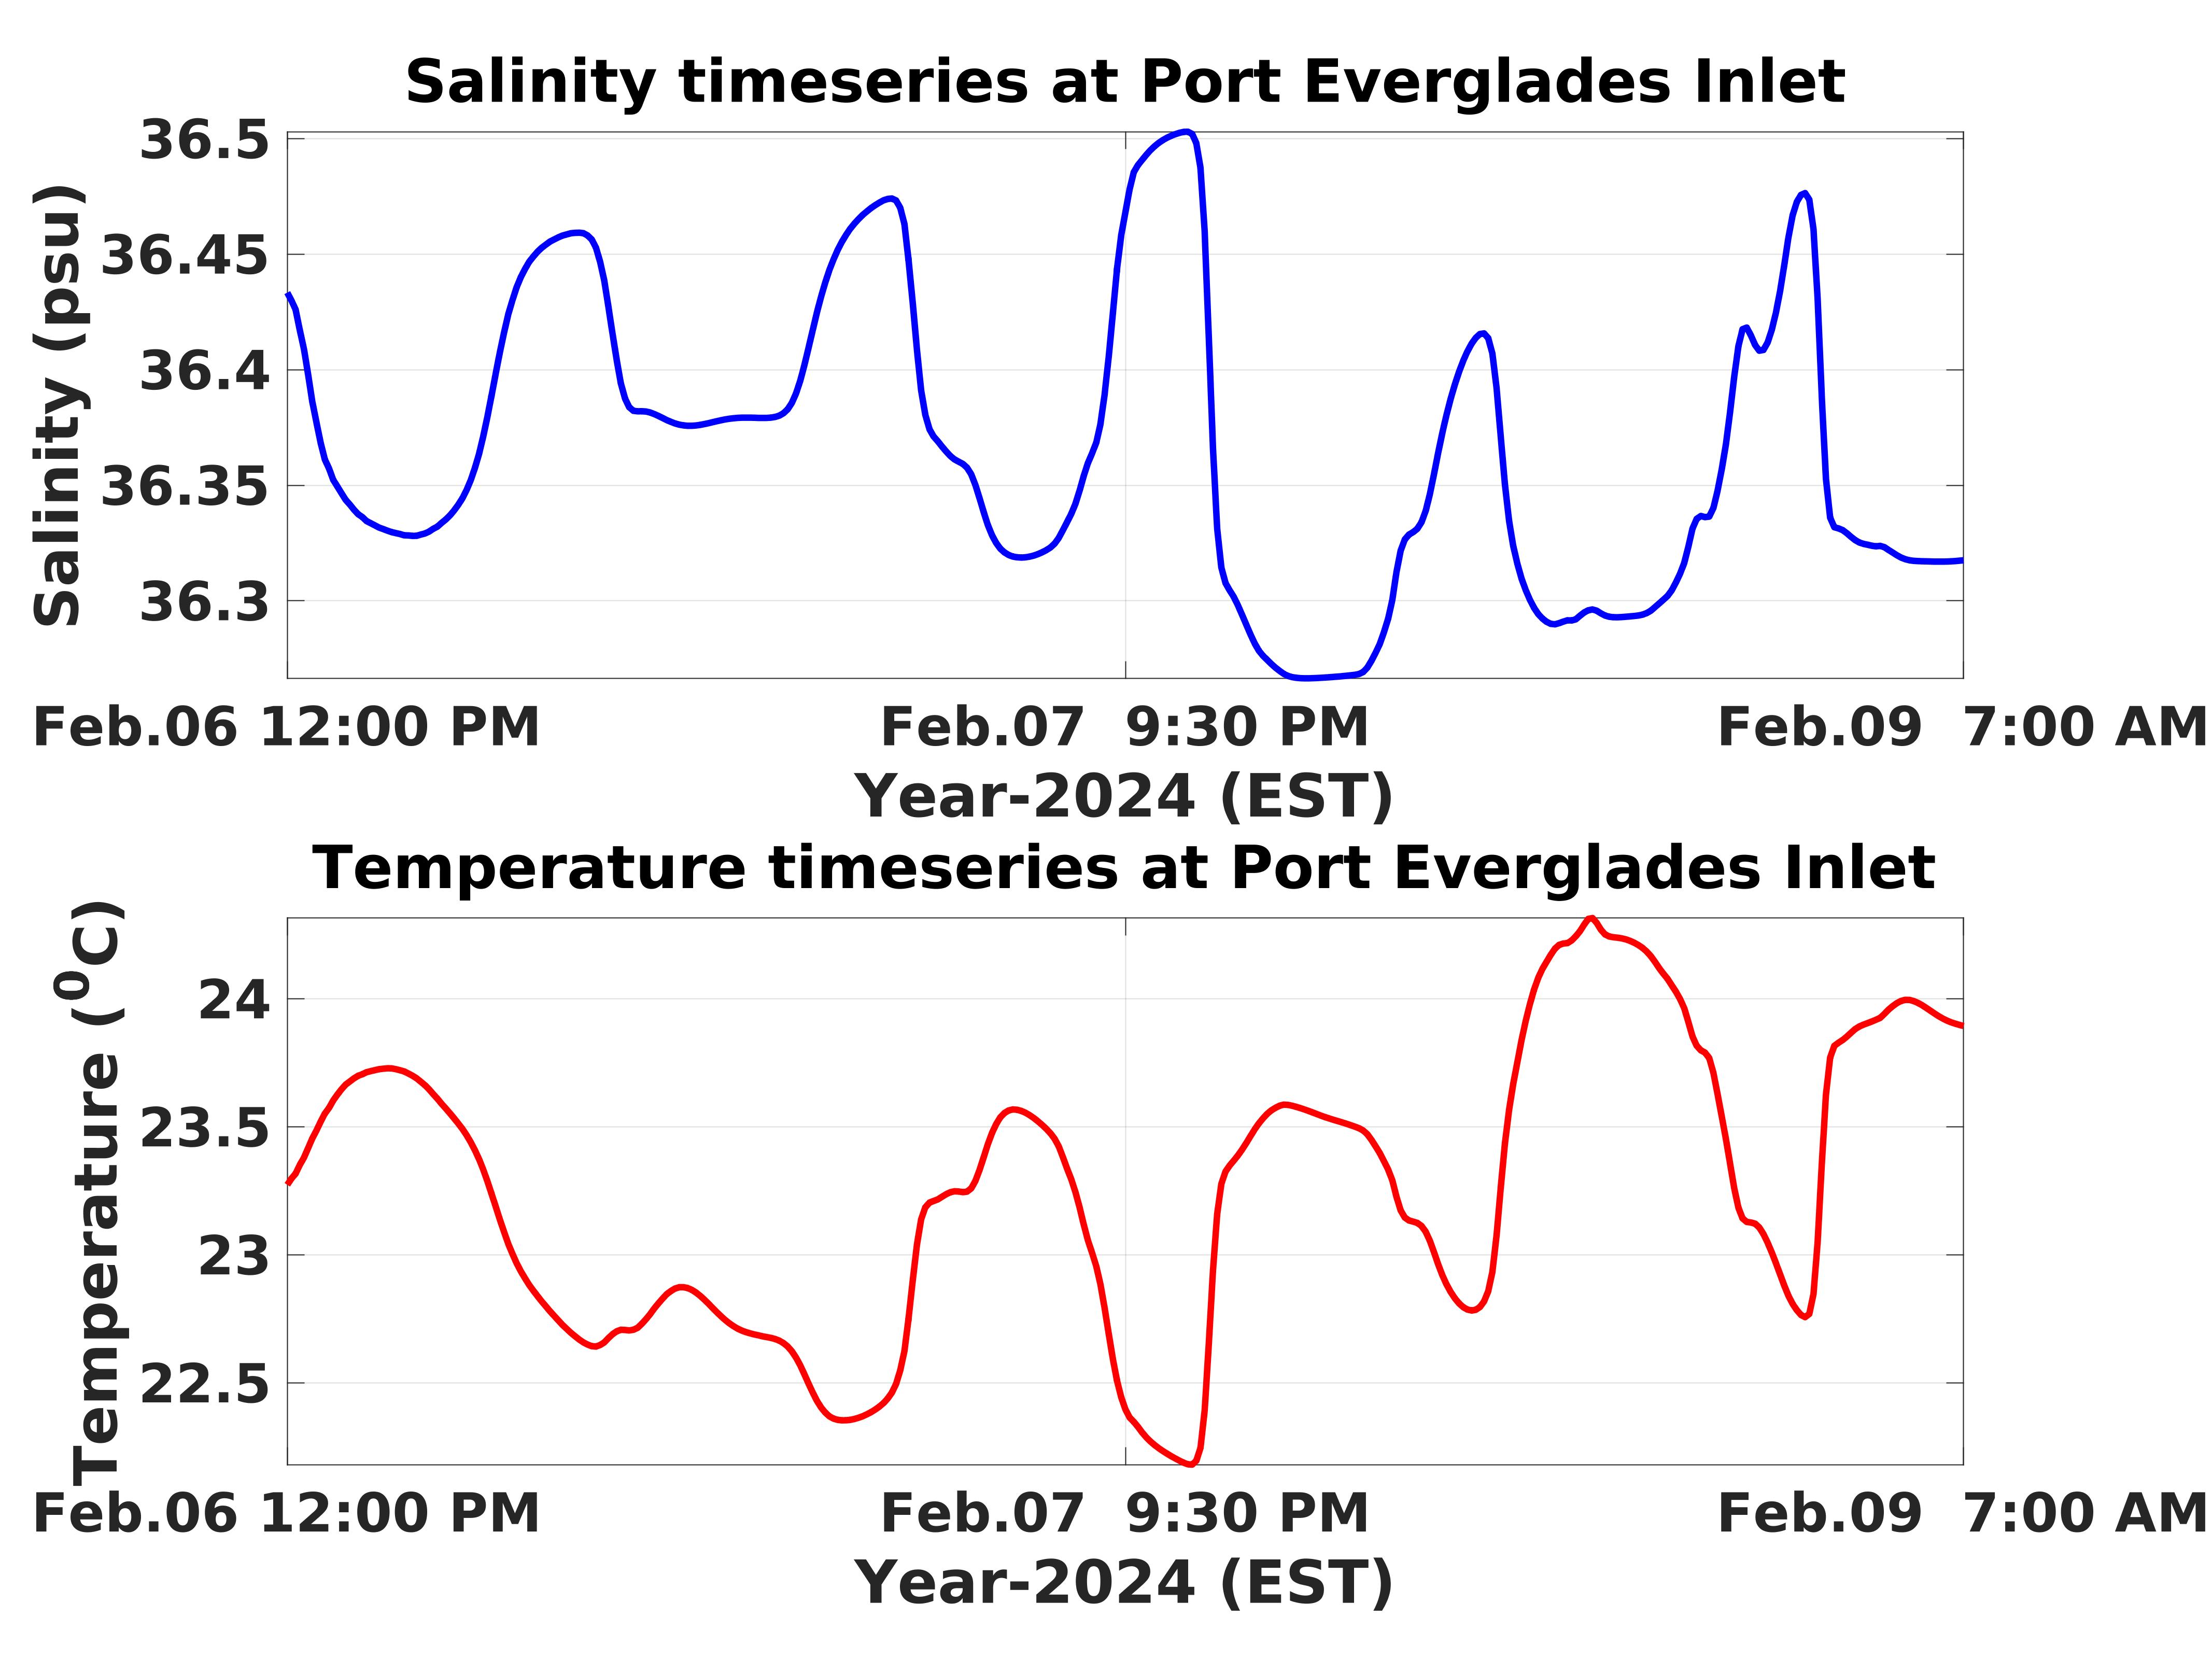 Salinity timeseries at Port Everglades Inlet
Salinity (psu)
36.5
36.45
36.4
36.35
36.3
Feb.06 12:00 PM Feb.07 9:30 PM Feb.09 7:00 AM
Year-2024 (EST)
Temperature timeseries at Port Everglades Inlet
Temperature (⁰C)
24
23.5
23
22.5
Feb.06 12:00 PM Feb.07 9:30 PM Feb.09 7:00 AM
Year-2024 (EST)